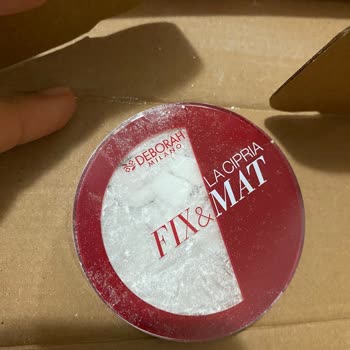 DEBORAH
MILANO
LA CIPRIA
FIX&MAT